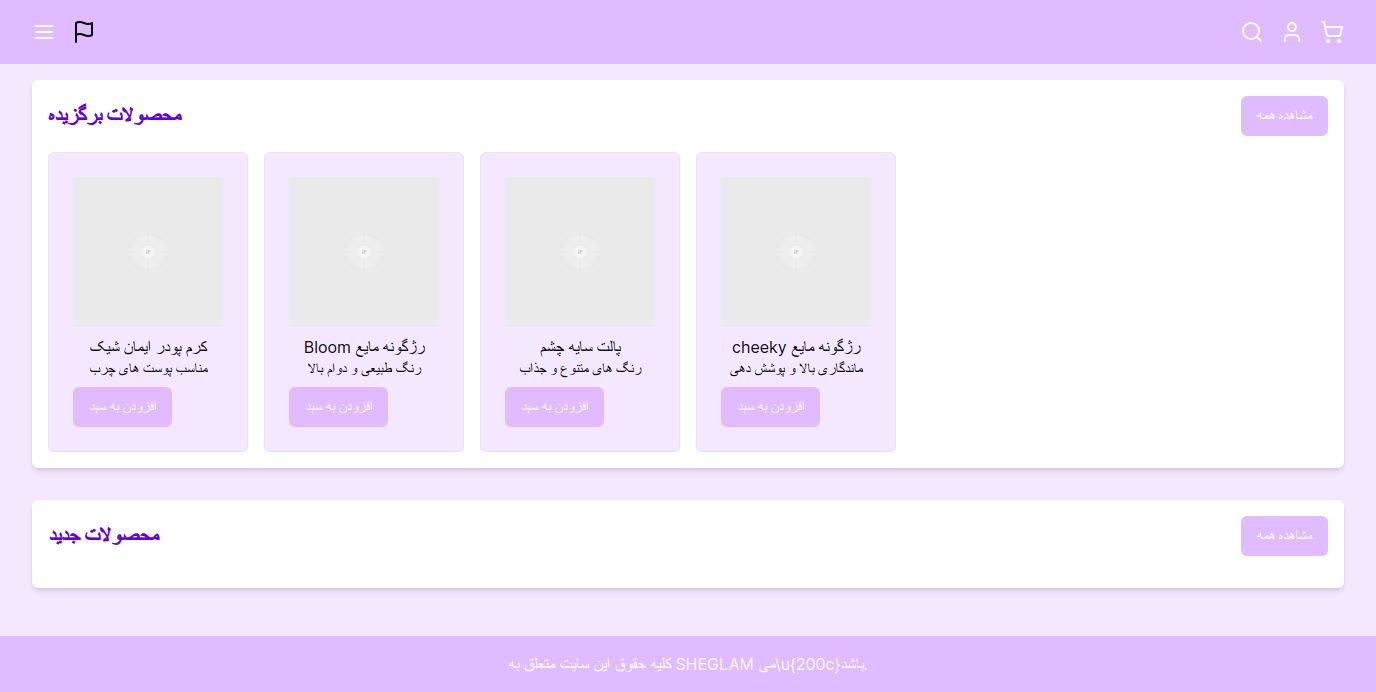 محصولات برگزیده
مشاهده همه
کرم پودر ایمان شیک
مناسب پوست های چرب
افزودن به سبد
رژگونه مایع Bloom
رنگ طبیعی و دوام بالا
افزودن به سبد
پالت سایه چشم
رنگ های متنوع و جذاب
افزودن به سبد
رژگونه مایع cheeky
ماندگاری بالا و پوشش دهی
افزودن به سبد
محصولات جدید
مشاهده همه
کلیه حقوق این سایت متعلق به SHEGLAM می\u{200c}باشد.